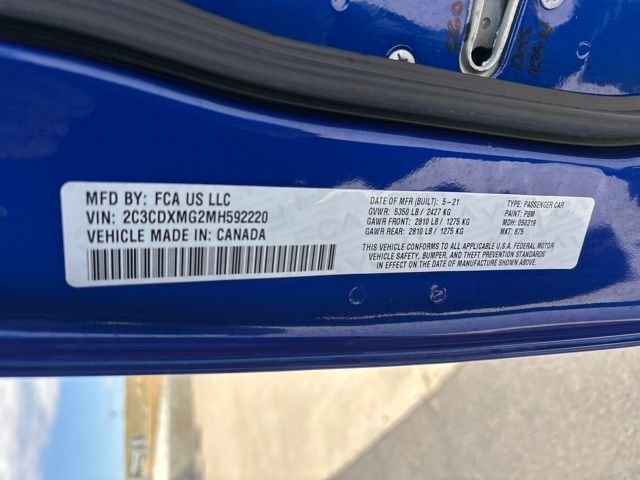 MFD BY: FCA US LLC
VIN: 2C3CDXMG2MH592220
VEHICLE MADE IN: CANADA
DATE OF MFR (BUILT): 5-21
GVWR: 5350 LB / 2427 KG
GAWR FRONT: 2810 LB / 1275 KG
GAWR REAR: 2810 LB / 1275 KG
TYPE: PASSENGER CAR
PAINT: PBM
MDH: 050319
MKT: 875
THIS VEHICLE CONFORMS TO ALL APPLICABLE U.S.A. FEDERAL MOTOR
VEHICLE SAFETY, BUMPER, AND THEFT PREVENTION STANDARDS
IN EFFECT ON THE DATE OF MANUFACTURE SHOWN ABOVE.